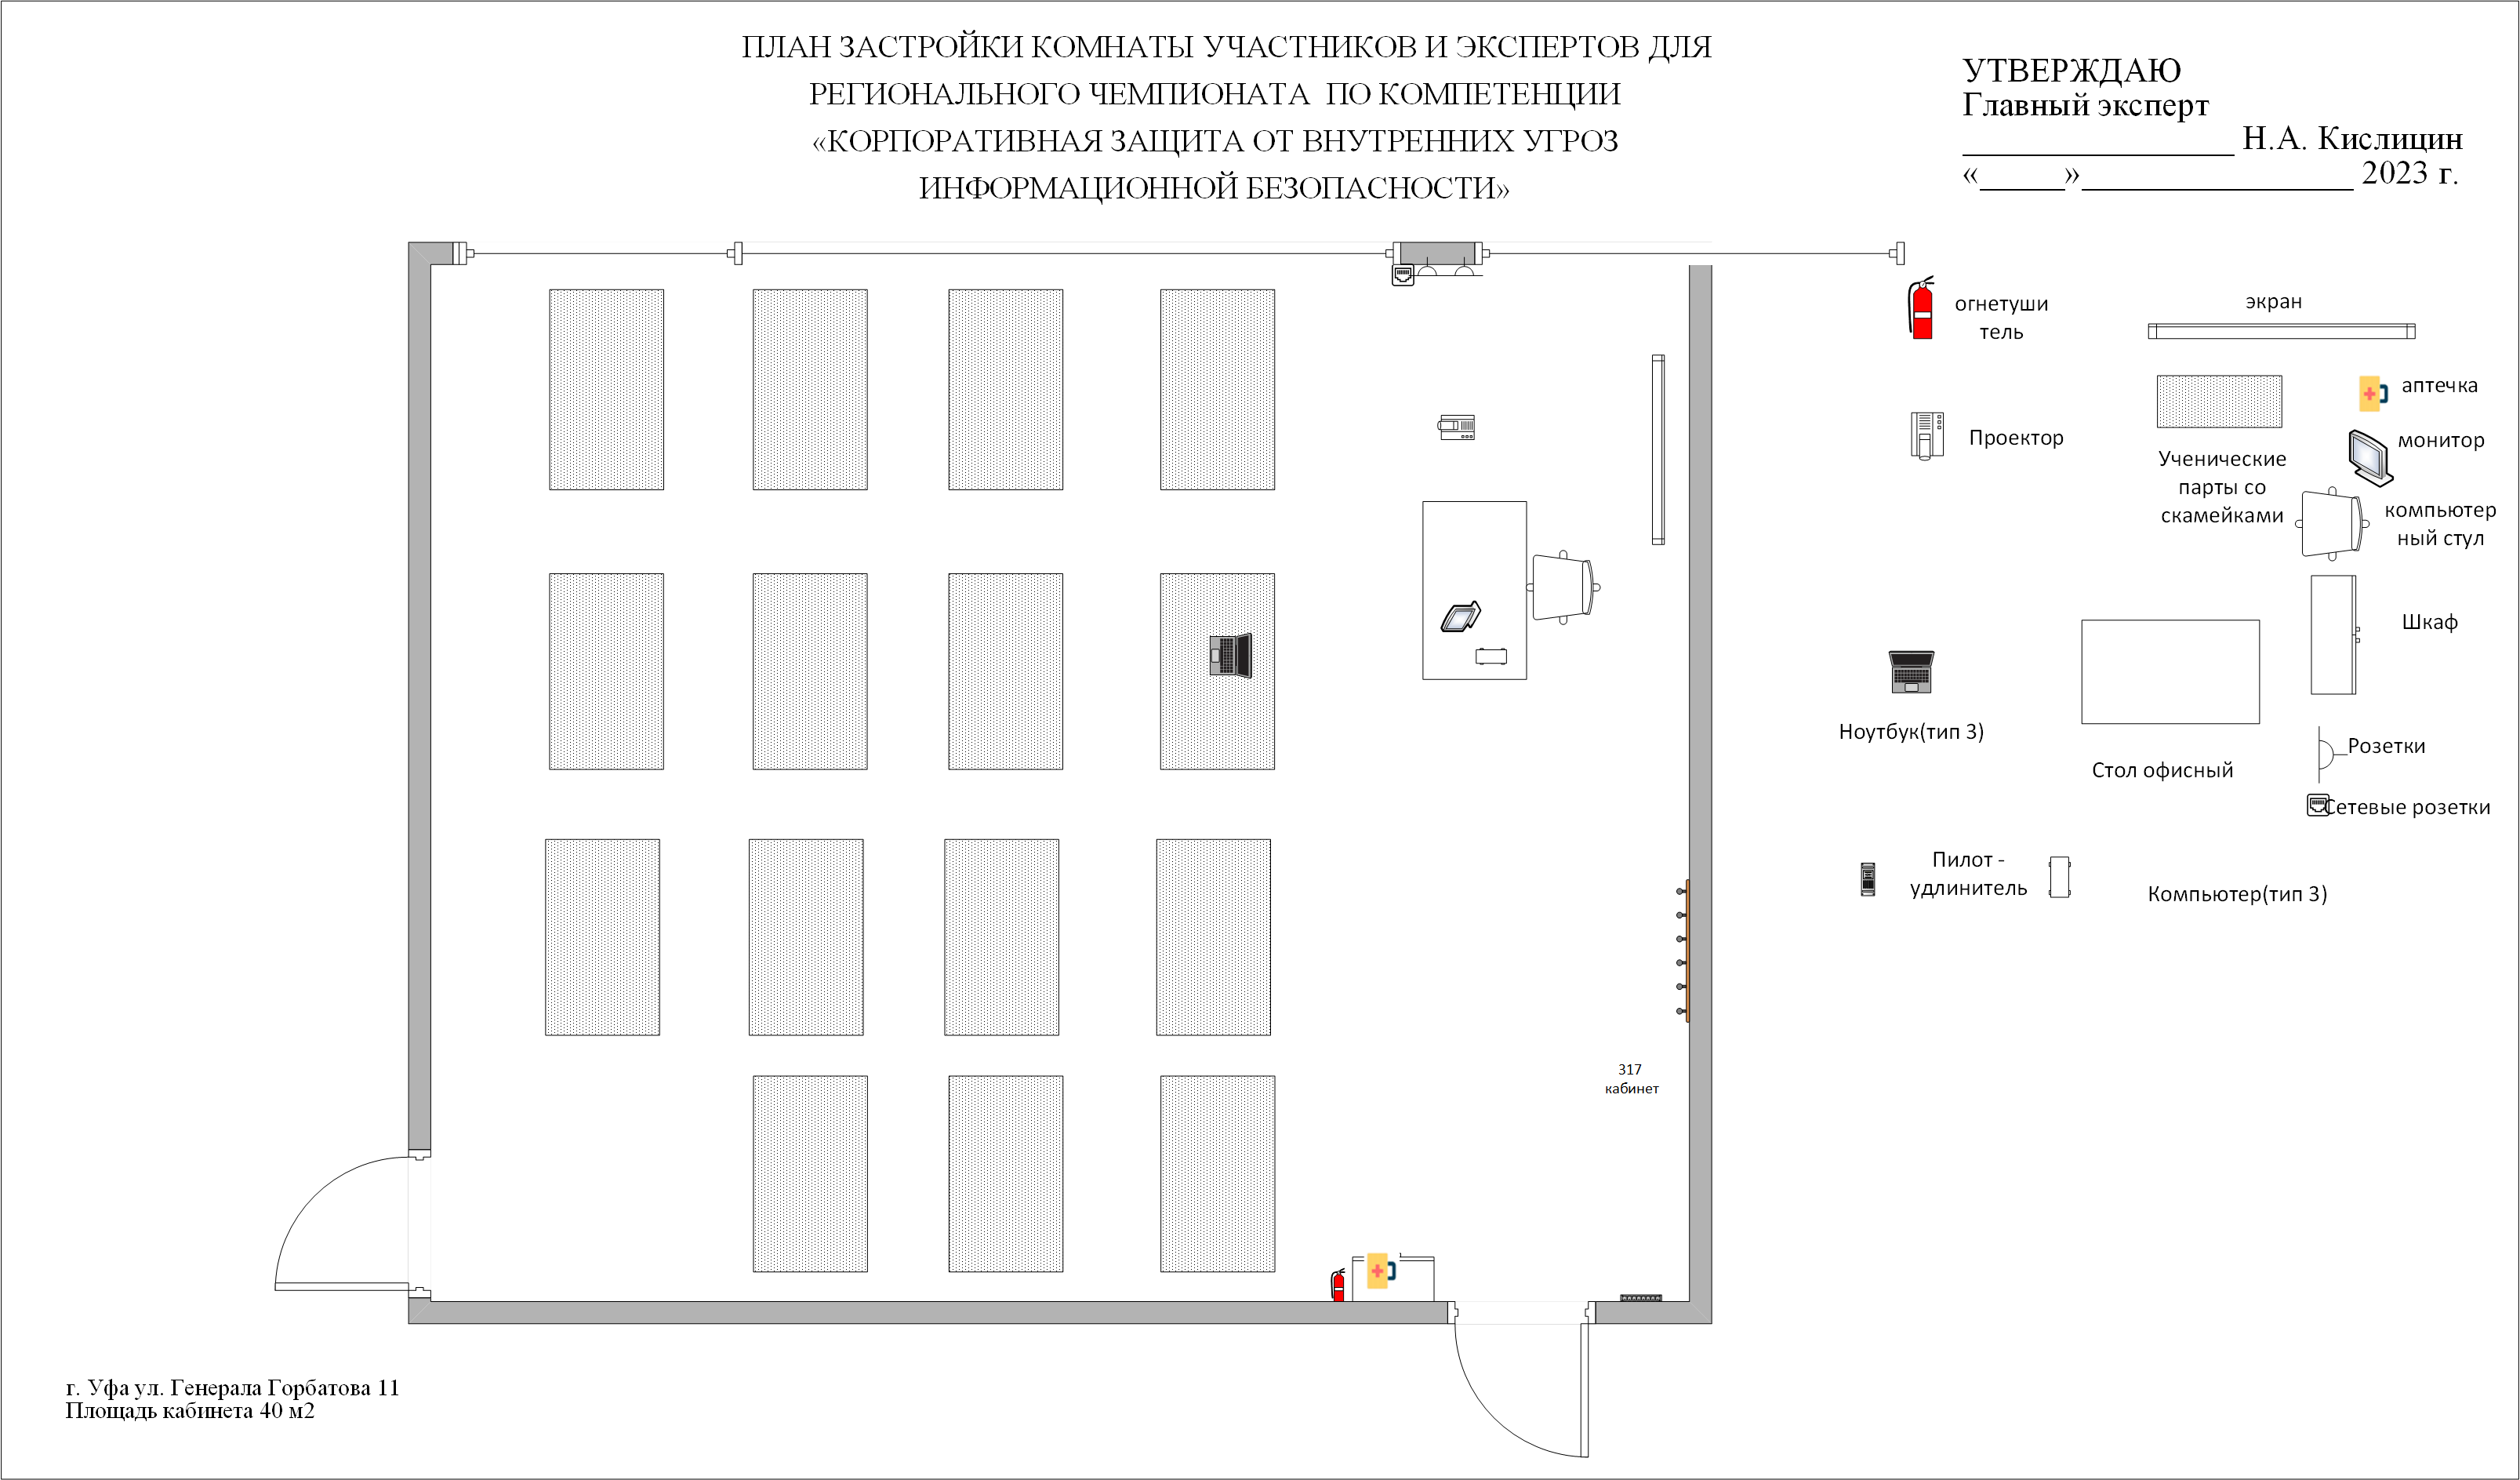 ПЛАН ЗАСТРОЙКИ КОМНАТЫ УЧАСТНИКОВ И ЭКСПЕРТОВ ДЛЯ
РЕГИОНАЛЬНОГО ЧЕМПИОНАТА ПО КОМПЕТЕНЦИИ
«КОРПОРАТИВНАЯ ЗАЩИТА ОТ ВНУТРЕННИХ УГРОЗ
ИНФОРМАЦИОННОЙ БЕЗОПАСНОСТИ»
УТВЕРЖДАЮ
Главный эксперт
________________ Н.А. Кислицин
«_____»________________ 2023 г.
огнетуши
тель
экран
аптечка
Проектор
монитор
Ученические
парты со
скамейками
компьютер
ный стул
Шкаф
Ноутбук(тип 3)
Стол офисный
Розетки
Сетевые розетки
Пилот -
удлинитель
Компьютер(тип 3)
317
кабинет
г. Уфа ул. Генерала Горбатова 11
Площадь кабинета 40 м2